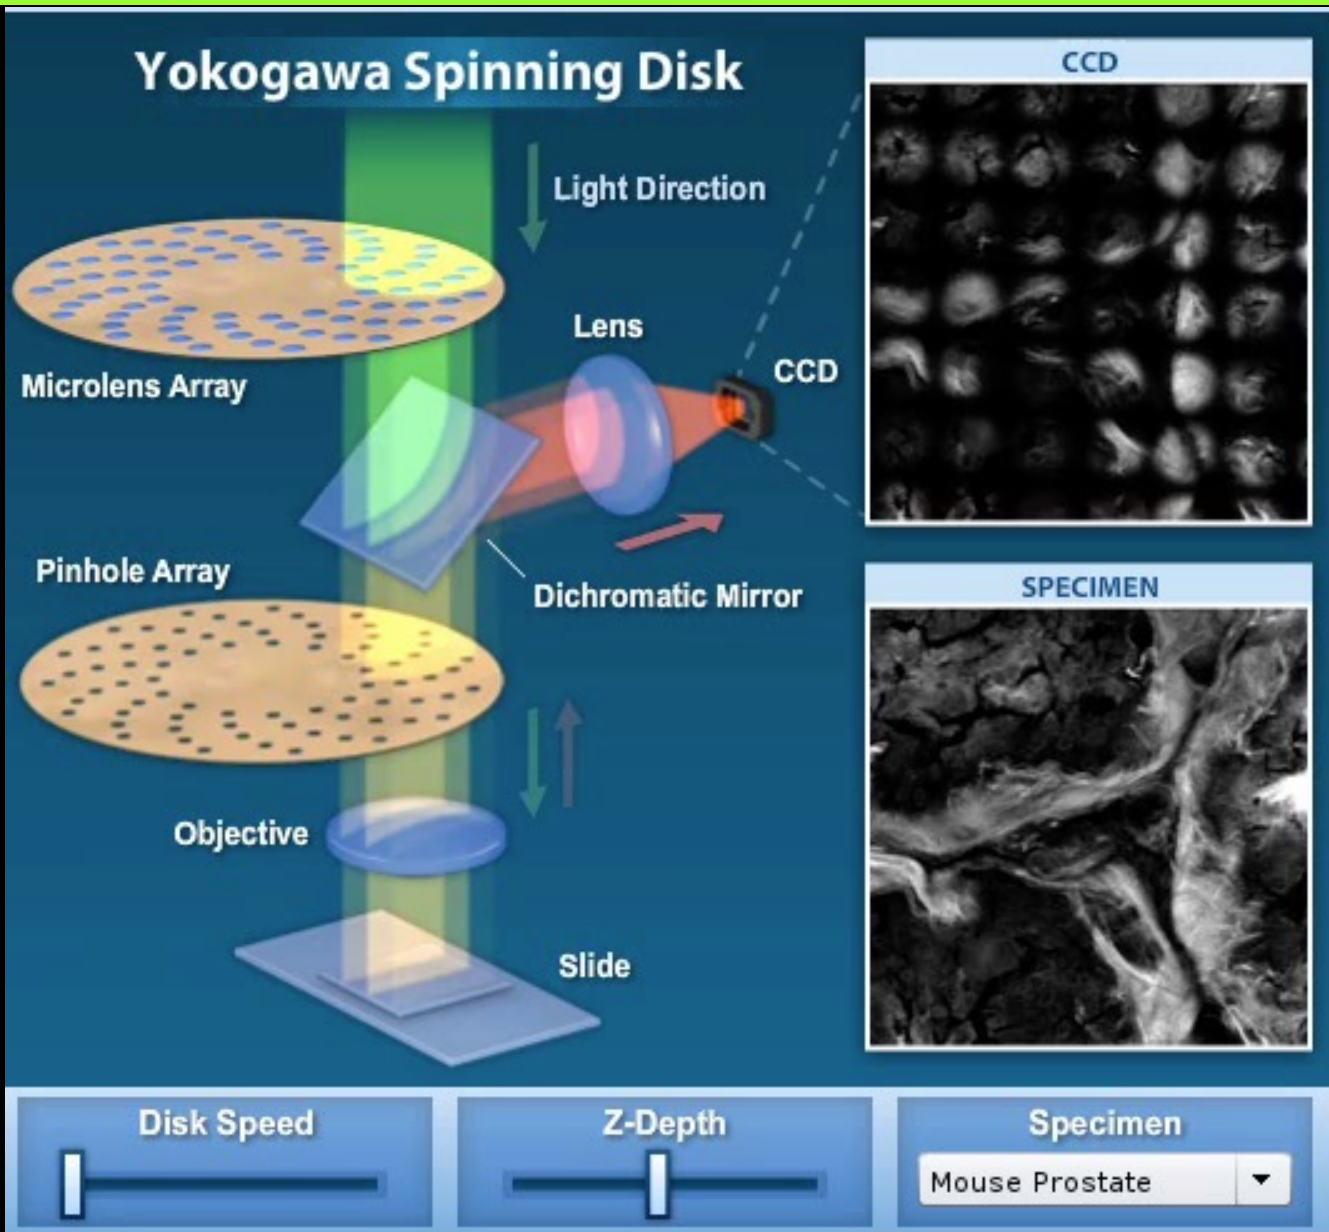 Yokogawa Spinning Disk
CCD
Light Direction
Lens
CCD
Microlens Array
Pinhole Array
Dichromatic Mirror
SPECIMEN
Objective
Slide
Disk Speed
Z-Depth
Specimen
Mouse Prostate